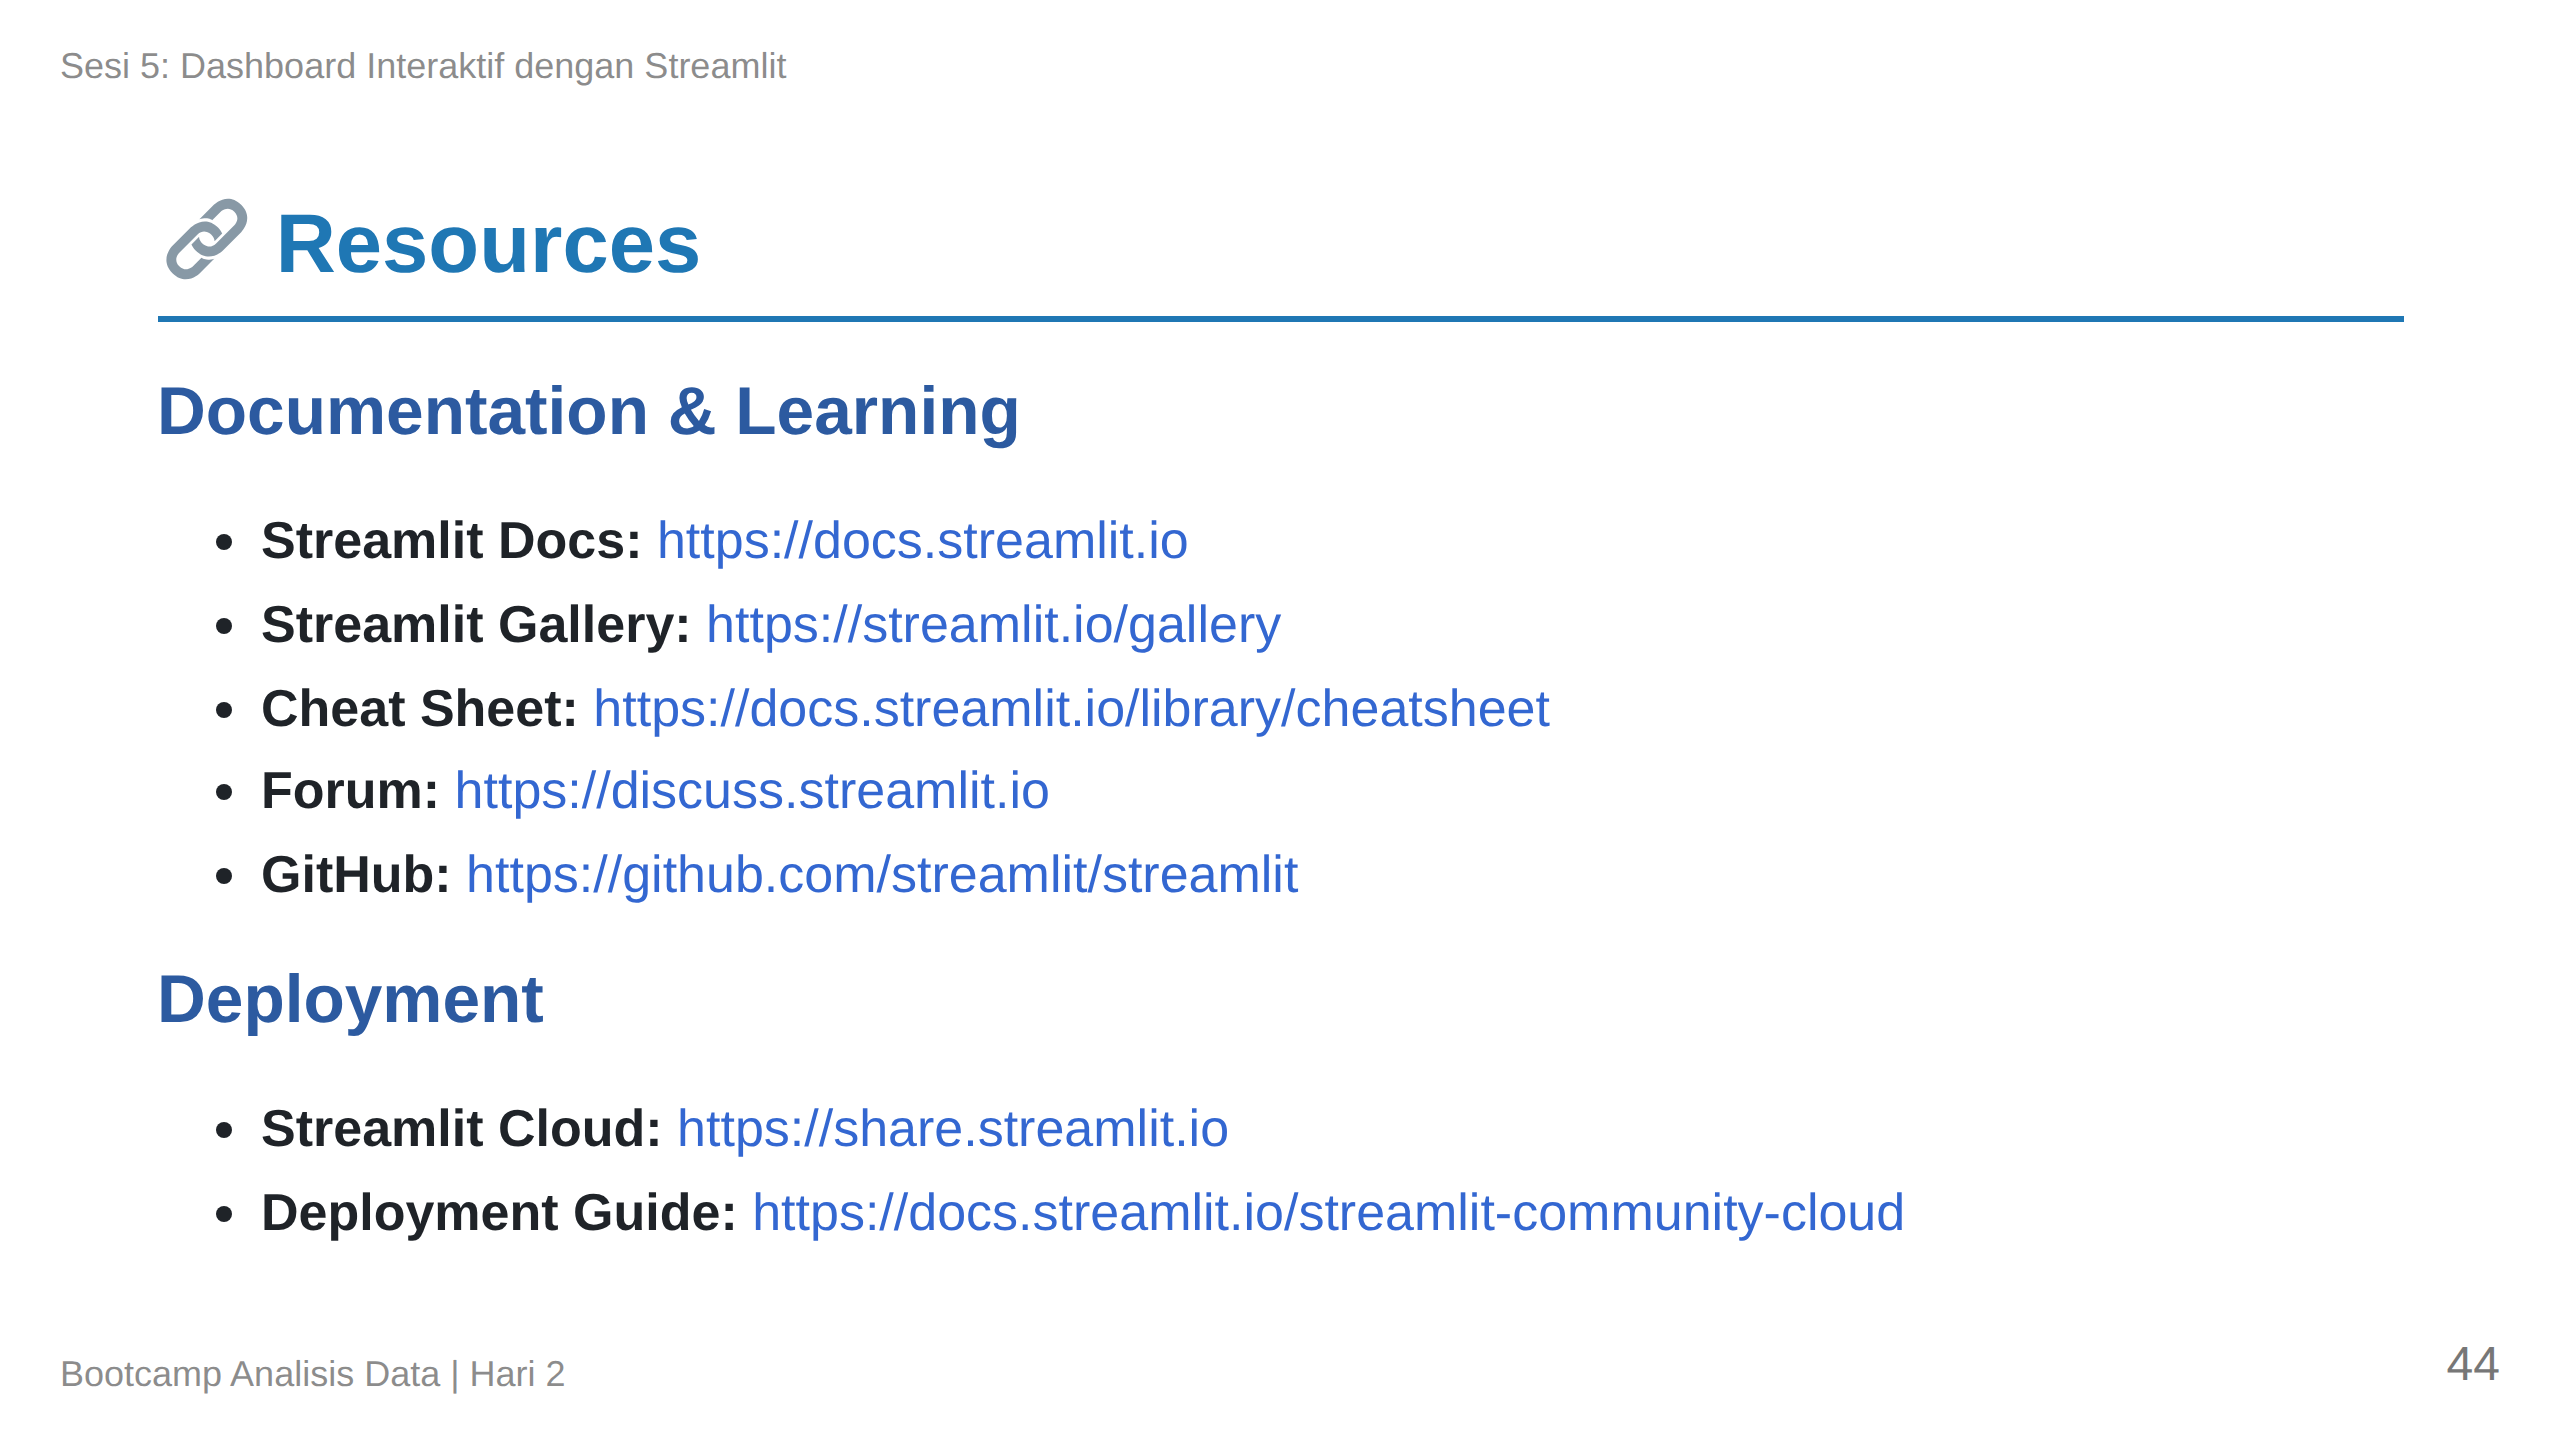 Sesi 5: Dashboard Interaktif dengan Streamlit
🔗 Resources
Documentation & Learning
• Streamlit Docs: https://docs.streamlit.io
• Streamlit Gallery: https://streamlit.io/gallery
• Cheat Sheet: https://docs.streamlit.io/library/cheatsheet
• Forum: https://discuss.streamlit.io
• GitHub: https://github.com/streamlit/streamlit
Deployment
• Streamlit Cloud: https://share.streamlit.io
• Deployment Guide: https://docs.streamlit.io/streamlit-community-cloud
Bootcamp Analisis Data | Hari 2
44